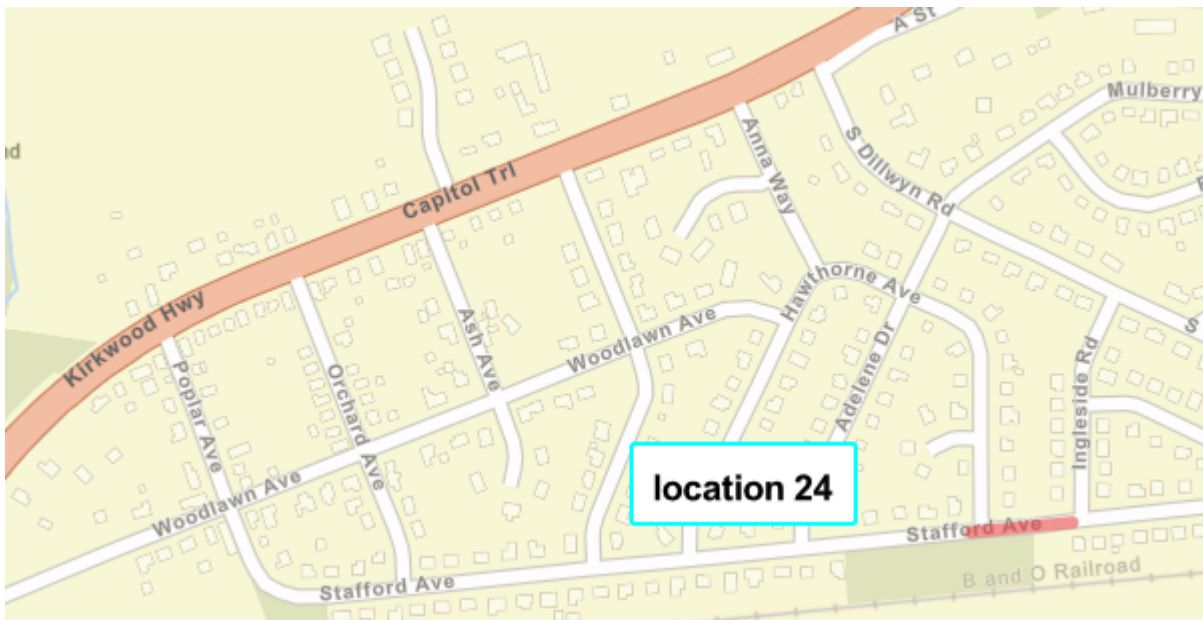 A St
Mulberry
nd
S Dillwyn Rd
Anna Way
Capitol Trl
Hawthorne Ave
Kirkwood Hwy
Ash Ave
Woodlawn Ave
Adelene Dr
Ingleside Rd
S
Poplar Ave
Orchard Ave
location 24
Woodlawn Ave
Stafford Ave
Stafford Ave
B and O Railroad